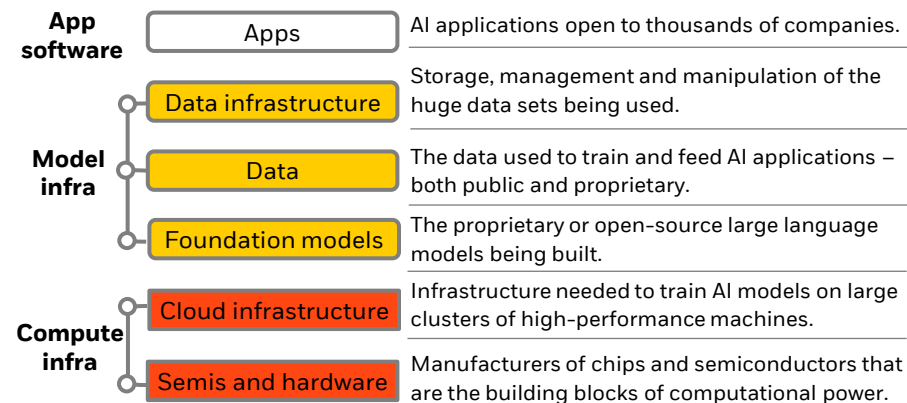 App
software
Apps
AI applications open to thousands of companies.
Model
infra
Data infrastructure
Storage, management and manipulation of the
huge data sets being used.
Data
The data used to train and feed AI applications –
both public and proprietary.
Foundation models
The proprietary or open-source large language
models being built.
Compute
infra
Cloud infrastructure
Infrastructure needed to train AI models on large
clusters of high-performance machines.
Semis and hardware
Manufacturers of chips and semiconductors that
are the building blocks of computational power.